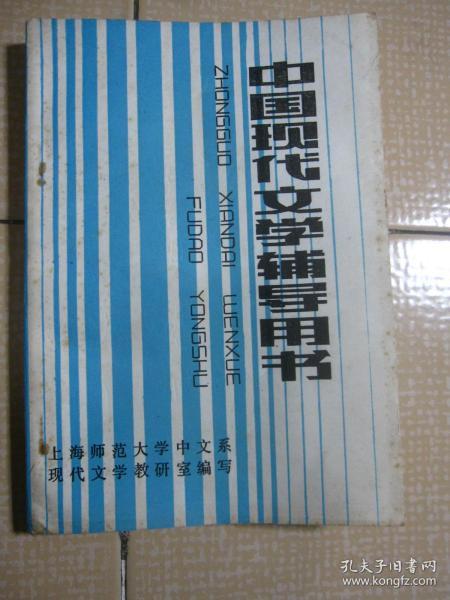 中国现代文学辅导用书
ZHONGGUO XIANDAI WENXUE
FUDAO YONGSHU
上海师范大学中文系
现代文学教研室编写
孔夫子旧书网
www.kongfz.com